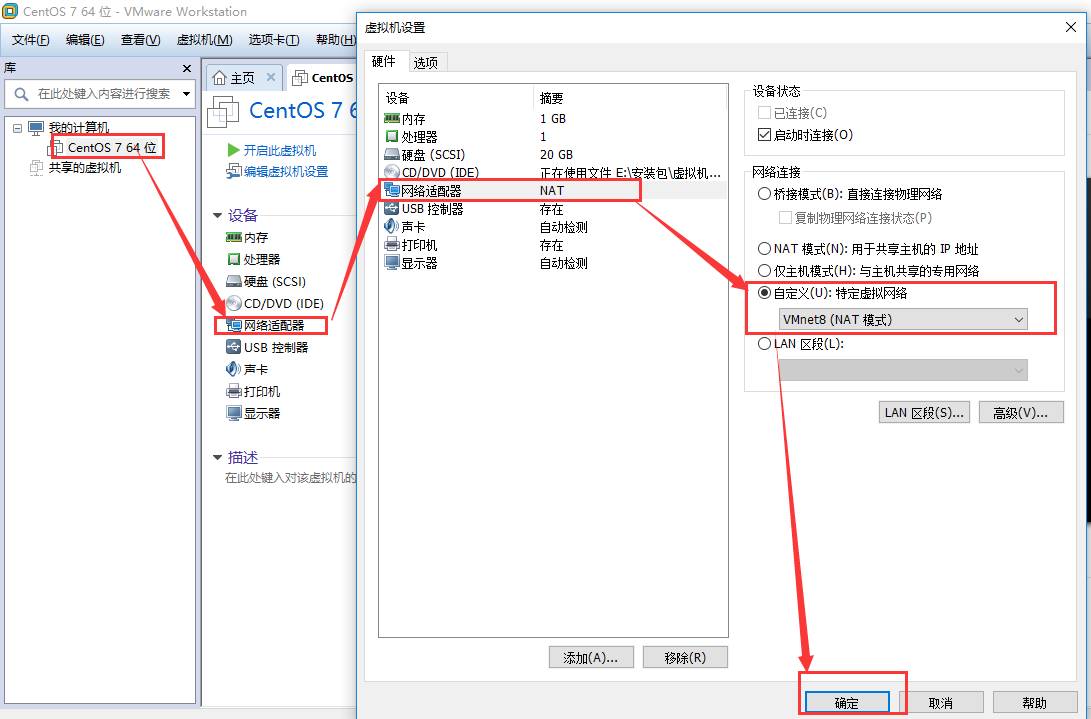 CentOS 7 64 位 - VMware Workstation
文件(F) 编辑(E) 查看(V) 虚拟机(M) 选项卡(T) 帮助(H)
库
在此处键入内容进行搜索
我的计算机
CentOS 7 64 位
共享的虚拟机
主页
CentOS
CentOS 7 6
开启此虚拟机
编辑虚拟机设置
设备
内存
处理器
硬盘 (SCSI)
CD/DVD (IDE)
网络适配器
USB 控制器
声卡
打印机
显示器
描述
在此处键入对该虚拟机的
虚拟机设置
硬件 选项
设备 摘要
内存 1 GB
处理器 1
硬盘 (SCSI) 20 GB
CD/DVD (IDE) 正在使用文件 E:\安装包\虚拟机...
网络适配器 NAT
USB 控制器 存在
声卡 自动检测
打印机 存在
显示器 自动检测
添加(A)... 移除(R)
设备状态
已连接(C)
启动时连接(O)
网络连接
桥接模式(B): 直接连接物理网络
复制物理网络连接状态(P)
NAT 模式(N): 用于共享主机的 IP 地址
仅主机模式(H): 与主机共享的专用网络
自定义(U): 特定虚拟网络
VMnet8 (NAT 模式)
LAN 区段(L):
LAN 区段(S)... 高级(V)...
确定 取消 帮助